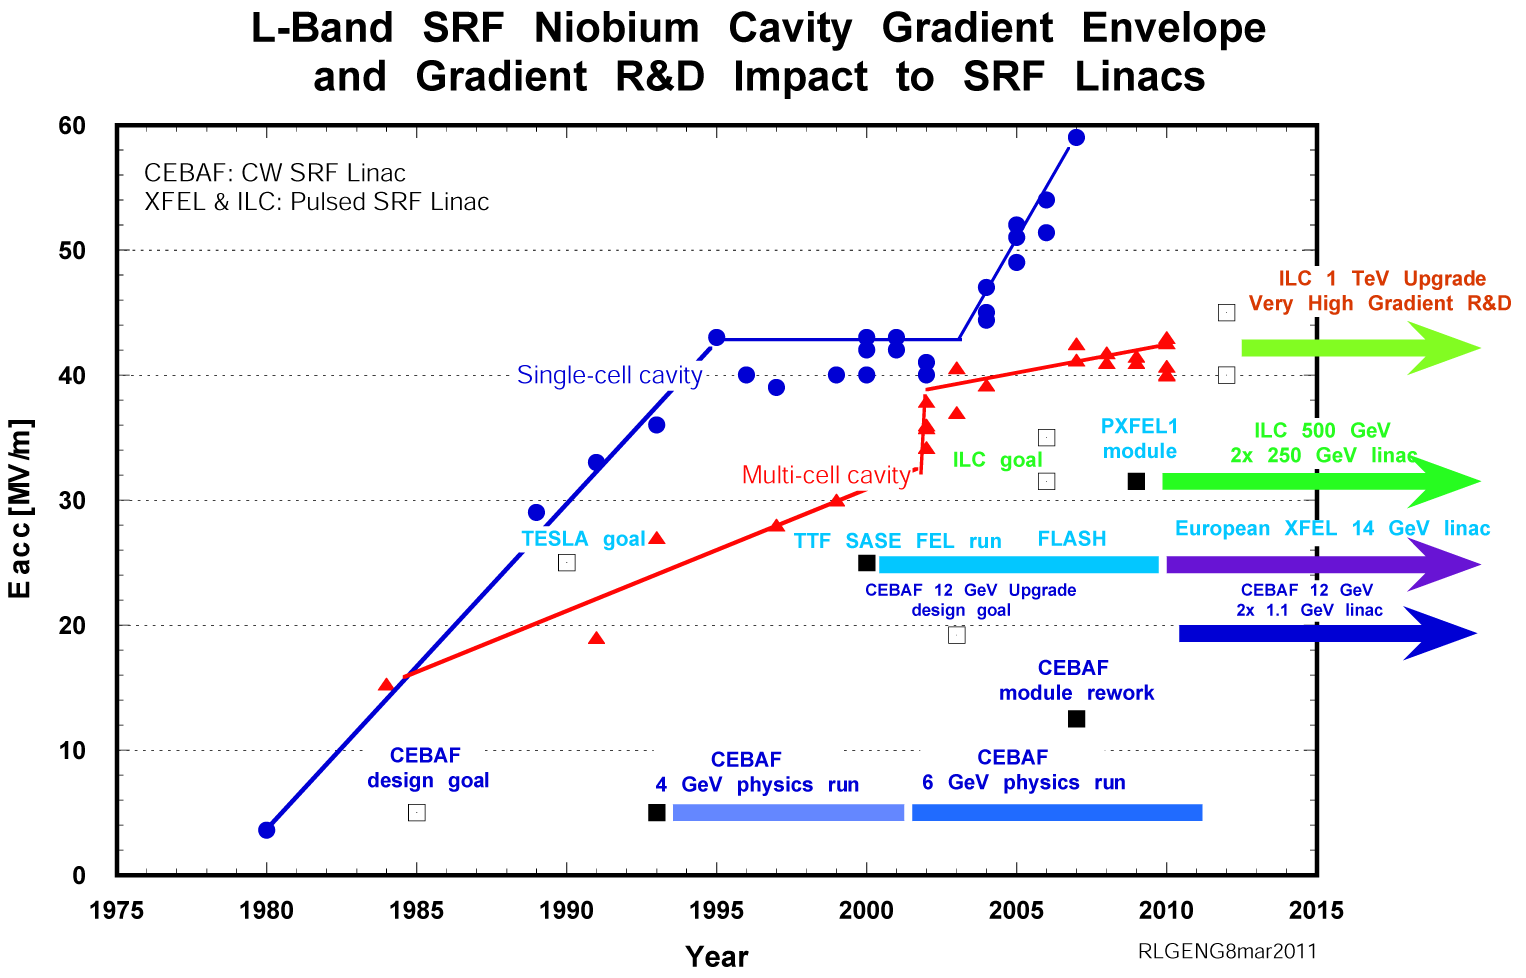 L-Band SRF Niobium Cavity Gradient Envelope
and Gradient R&D Impact to SRF Linacs
60
CEBAF: CW SRF Linac
XFEL & ILC: Pulsed SRF Linac
50
ILC 1 TeV Upgrade
Very High Gradient R&D
40
Single-cell cavity
PXFEL1
module
ILC 500 GeV
2x 250 GeV linac
ILC goal
Multi-cell cavity
30
Eacc [MV/m]
TESLA goal
TTF SASE FEL run
FLASH
European XFEL 14 GeV linac
CEBAF 12 GeV Upgrade
design goal
CEBAF 12 GeV
2x 1.1 GeV linac
20
CEBAF
module rework
10
CEBAF
design goal
CEBAF
4 GeV physics run
CEBAF
6 GeV physics run
0
1975 1980 1985 1990 1995 2000 2005 2010 2015
Year
RLGENG8mar2011